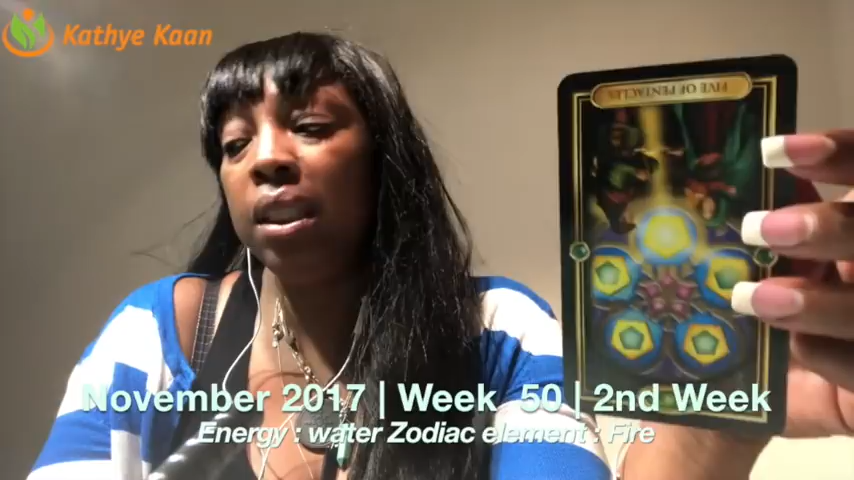 Kathye Kaan
FIVE OF PENTACLES
November 2017 | Week 50 | 2nd Week
Energy : water Zodiac element : Fire